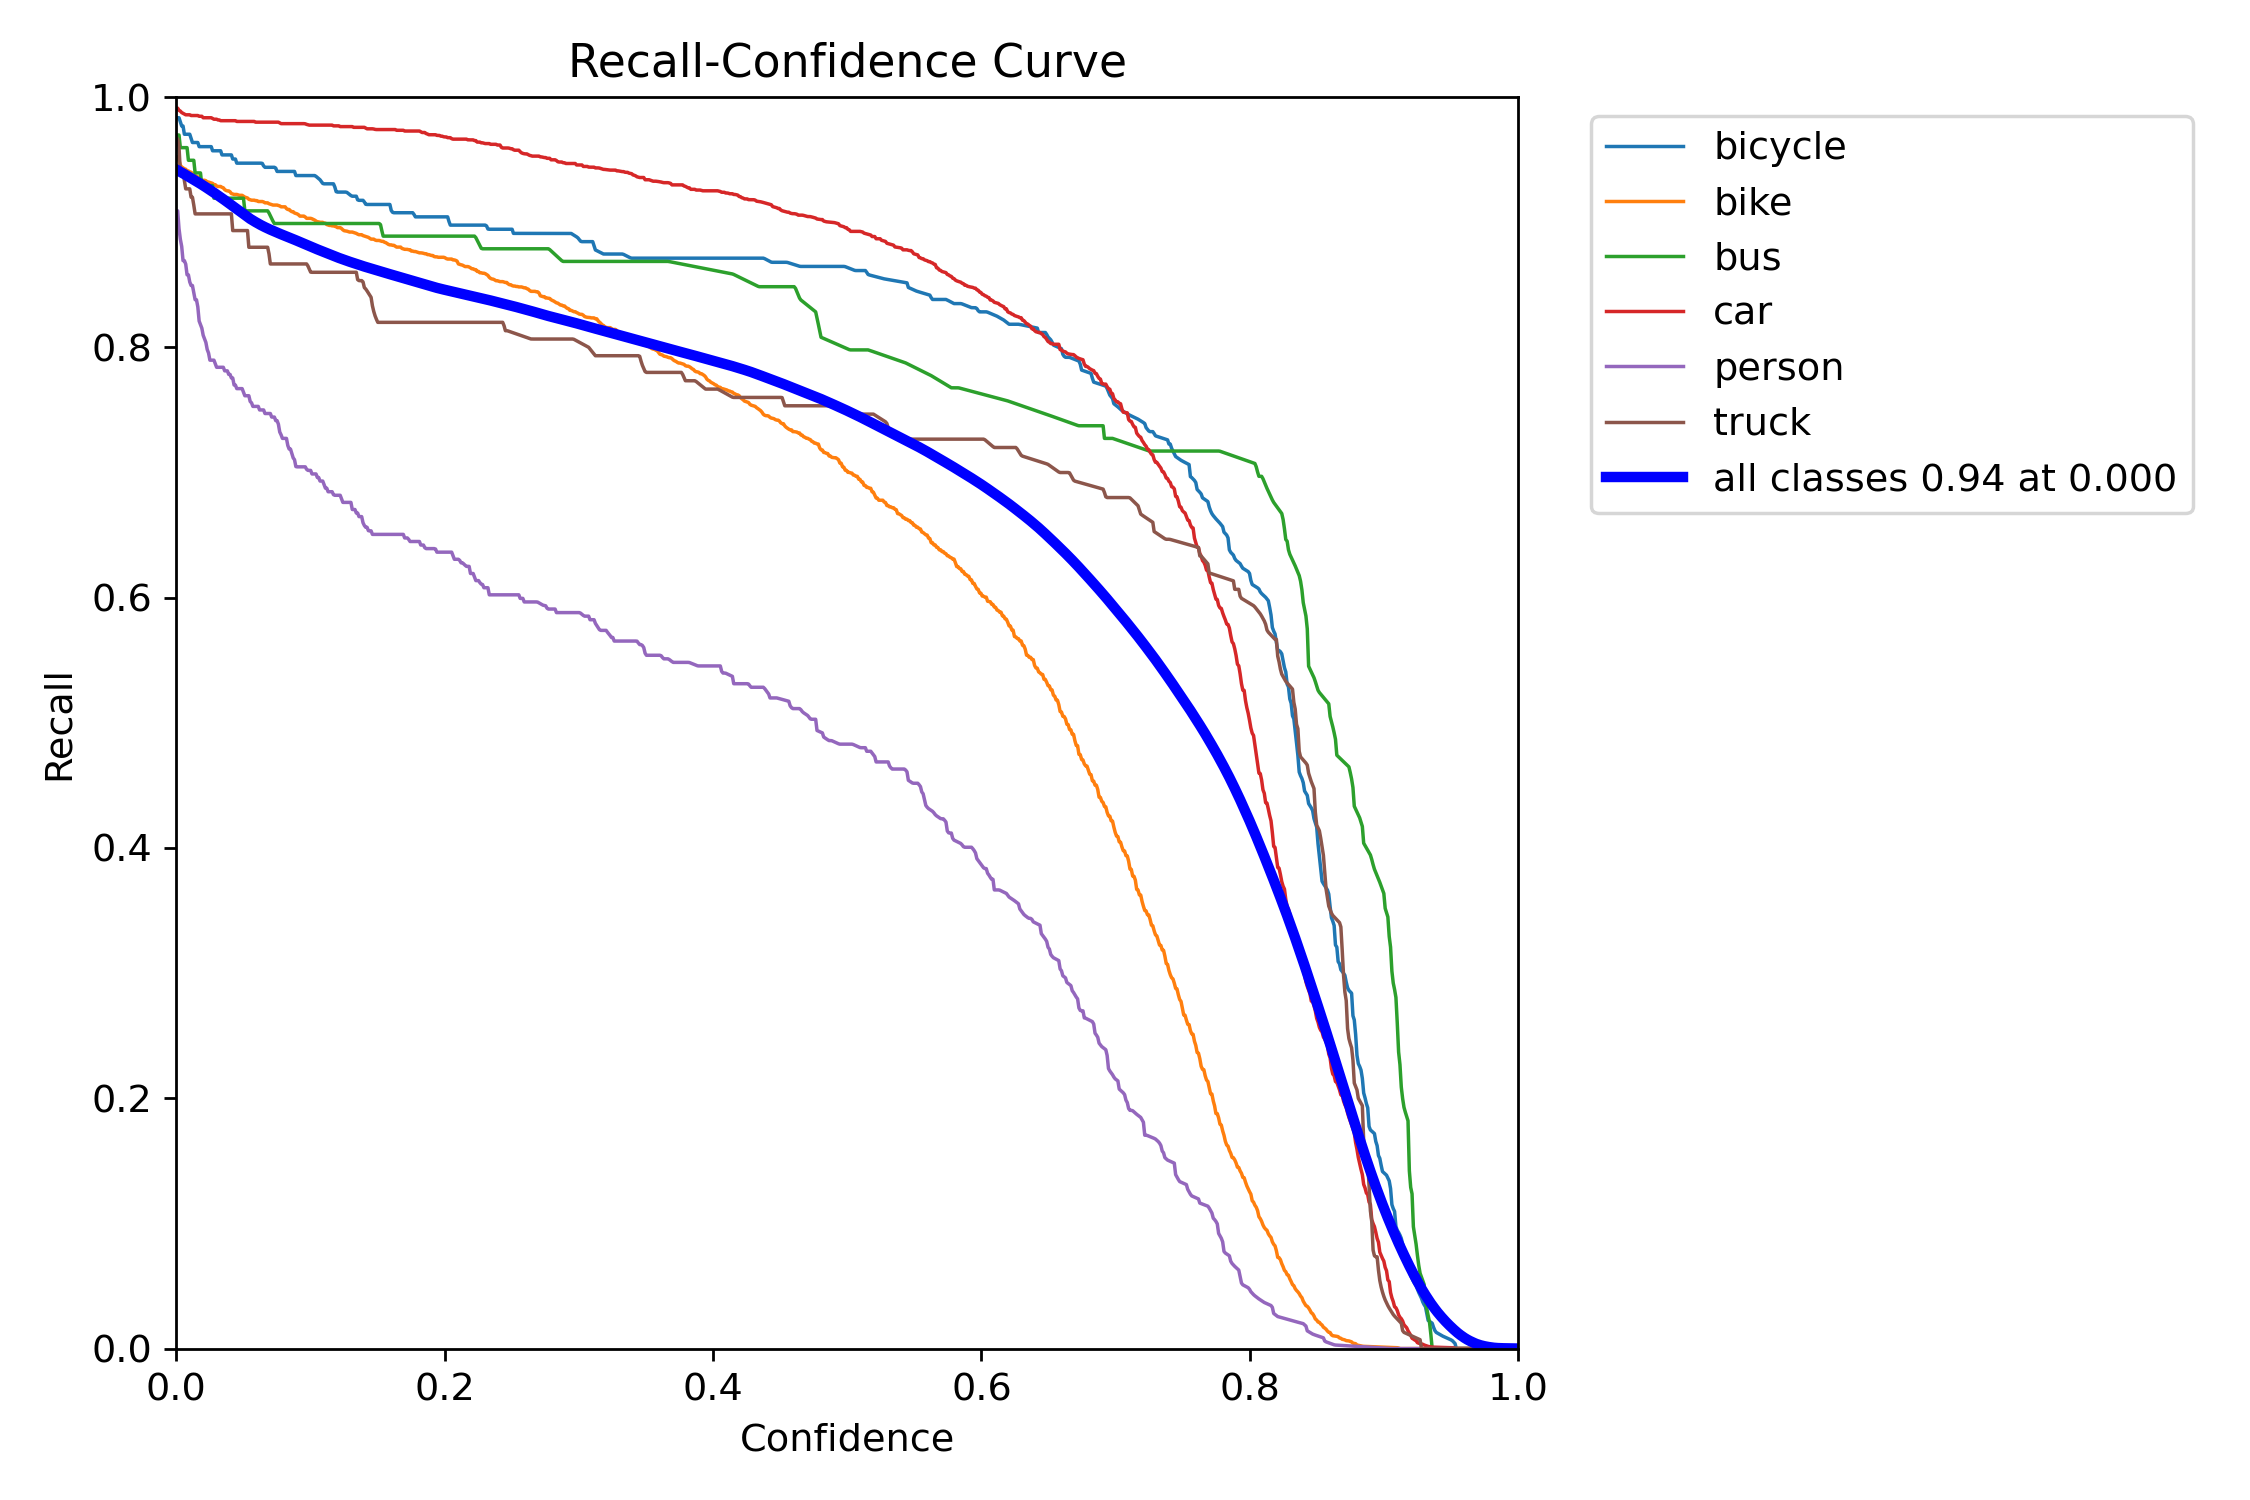 Recall-Confidence Curve
1.0
0.8
0.6
0.4
0.2
0.0
Recall
0.0 0.2 0.4 0.6 0.8 1.0
Confidence
bicycle
bike
bus
car
person
truck
all classes 0.94 at 0.000